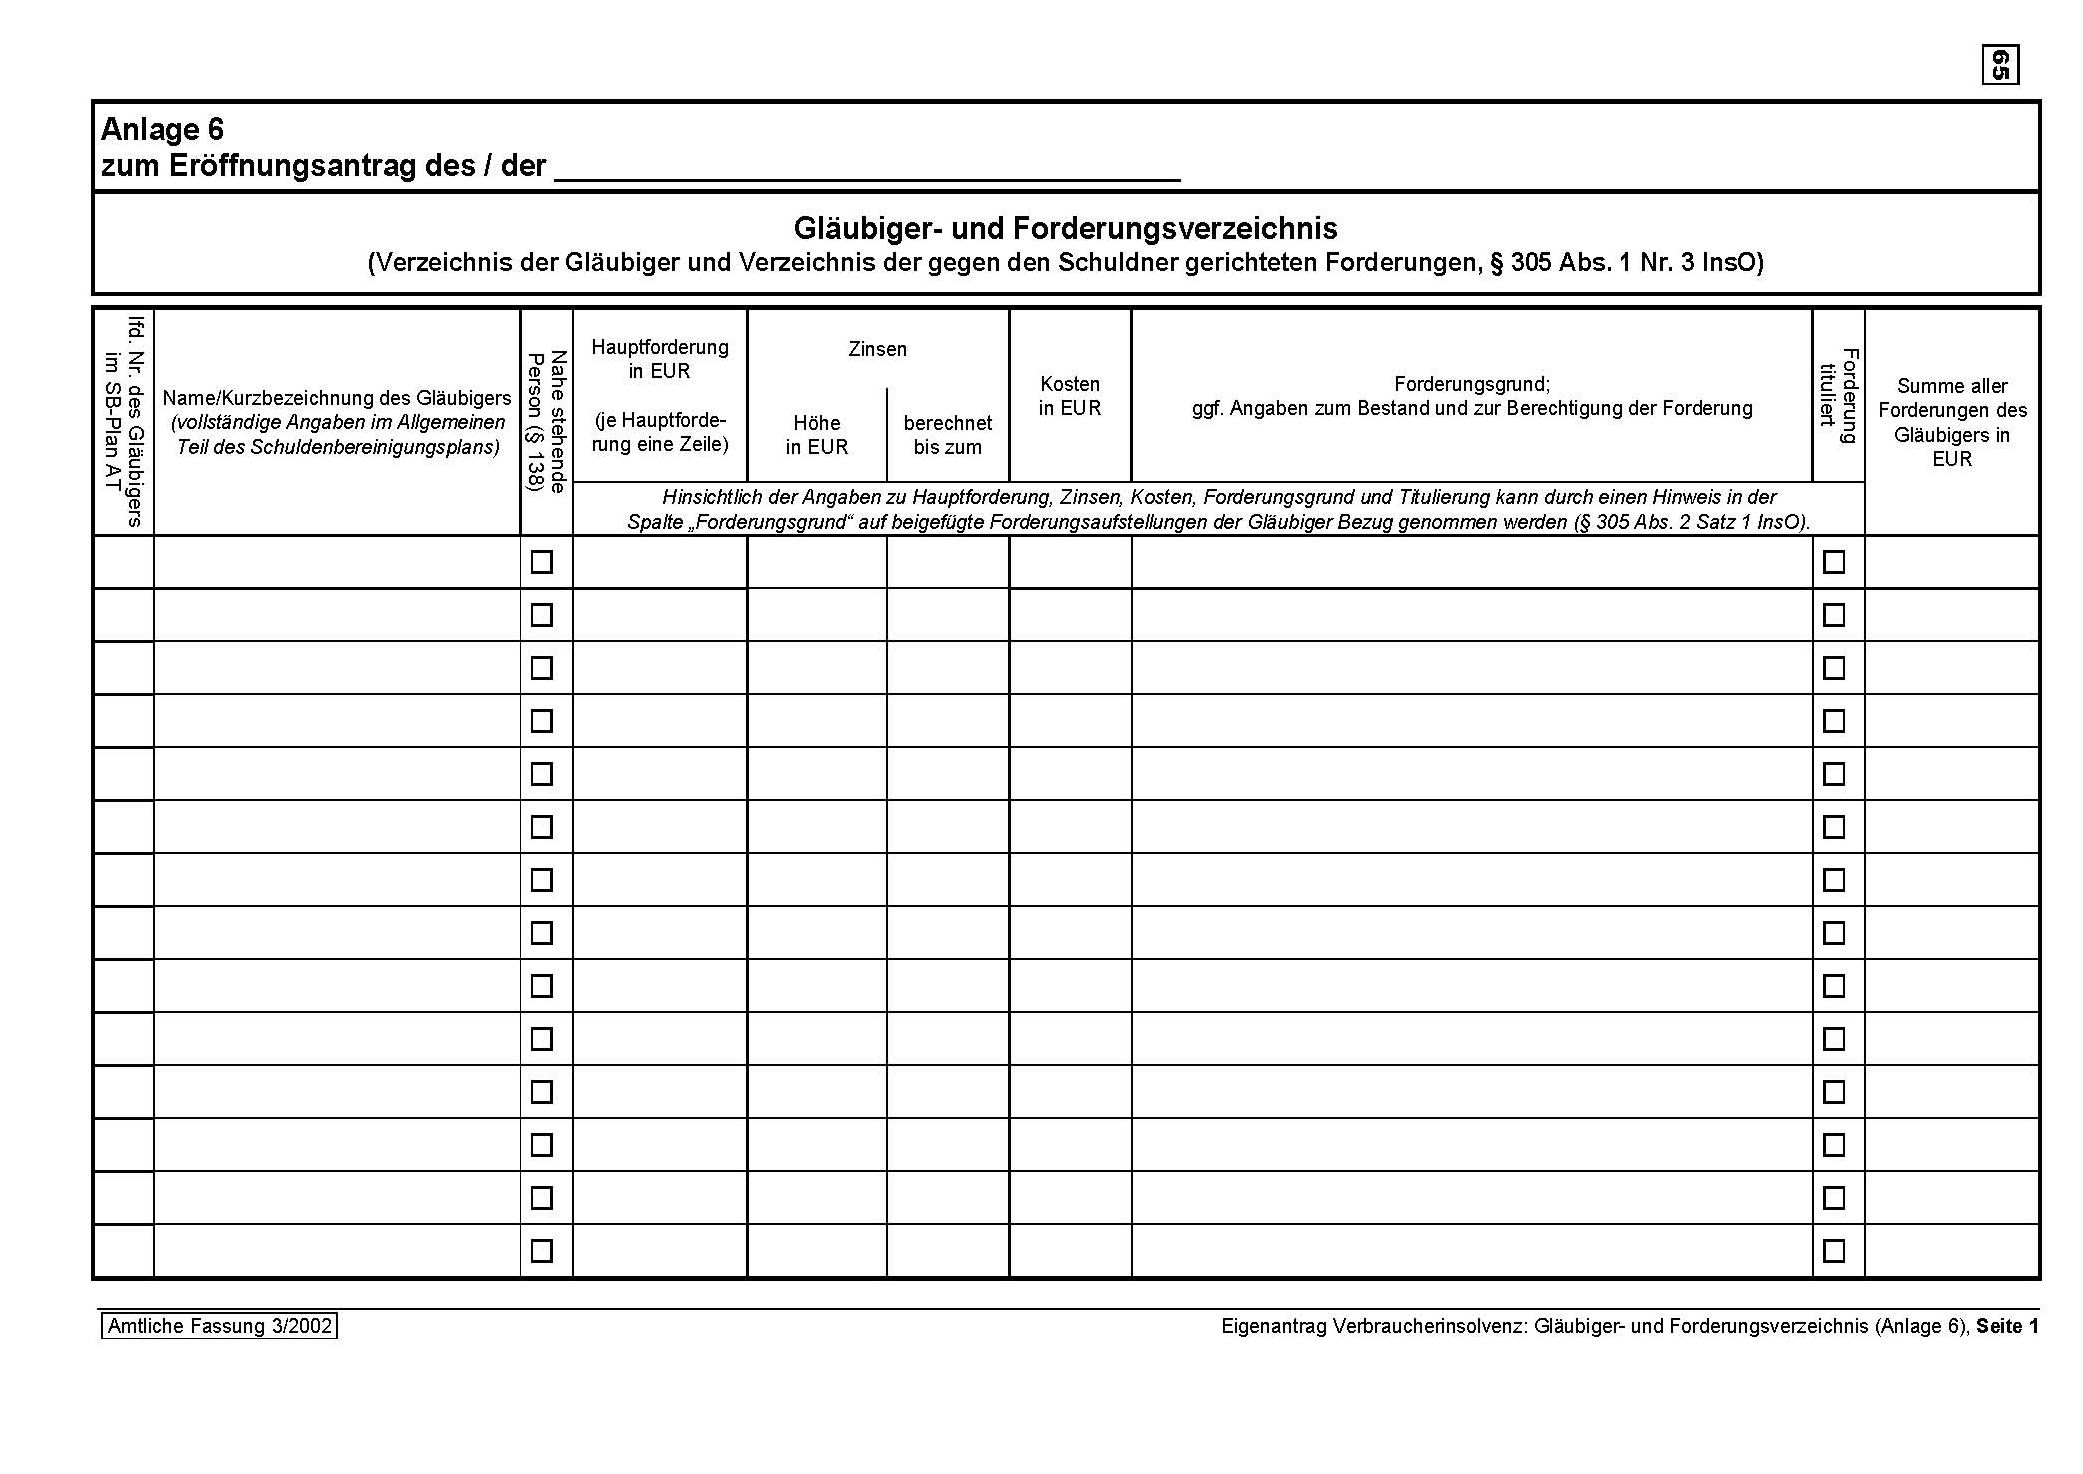 65
Anlage 6
zum Eröffnungsantrag des / der
Gläubiger- und Forderungsverzeichnis
(Verzeichnis der Gläubiger und Verzeichnis der gegen den Schuldner gerichteten Forderungen, § 305 Abs. 1 Nr. 3 InsO)
lfd. Nr. des Gläubigers
im SB-Plan AT
Name/Kurzbezeichnung des Gläubigers
(vollständige Angaben im Allgemeinen
Teil des Schuldenbereinigungsplans)
Nahe stehende
Person (§ 138)
Hauptforderung
in EUR
(je Hauptforde-
rung eine Zeile)
Zinsen
Höhe
in EUR
berechnet
bis zum
Kosten
in EUR
Forderungsgrund;
ggf. Angaben zum Bestand und zur Berechtigung der Forderung
Forderung
tituliert
Summe aller
Forderungen des
Gläubigers in
EUR
Hinsichtlich der Angaben zu Hauptforderung, Zinsen, Kosten, Forderungsgrund und Titulierung kann durch einen Hinweis in der
Spalte „Forderungsgrund“ auf beigefügte Forderungsaufstellungen der Gläubiger Bezug genommen werden (§ 305 Abs. 2 Satz 1 InsO).
Amtliche Fassung 3/2002
Eigenantrag Verbraucherinsolvenz: Gläubiger- und Forderungsverzeichnis (Anlage 6), Seite 1